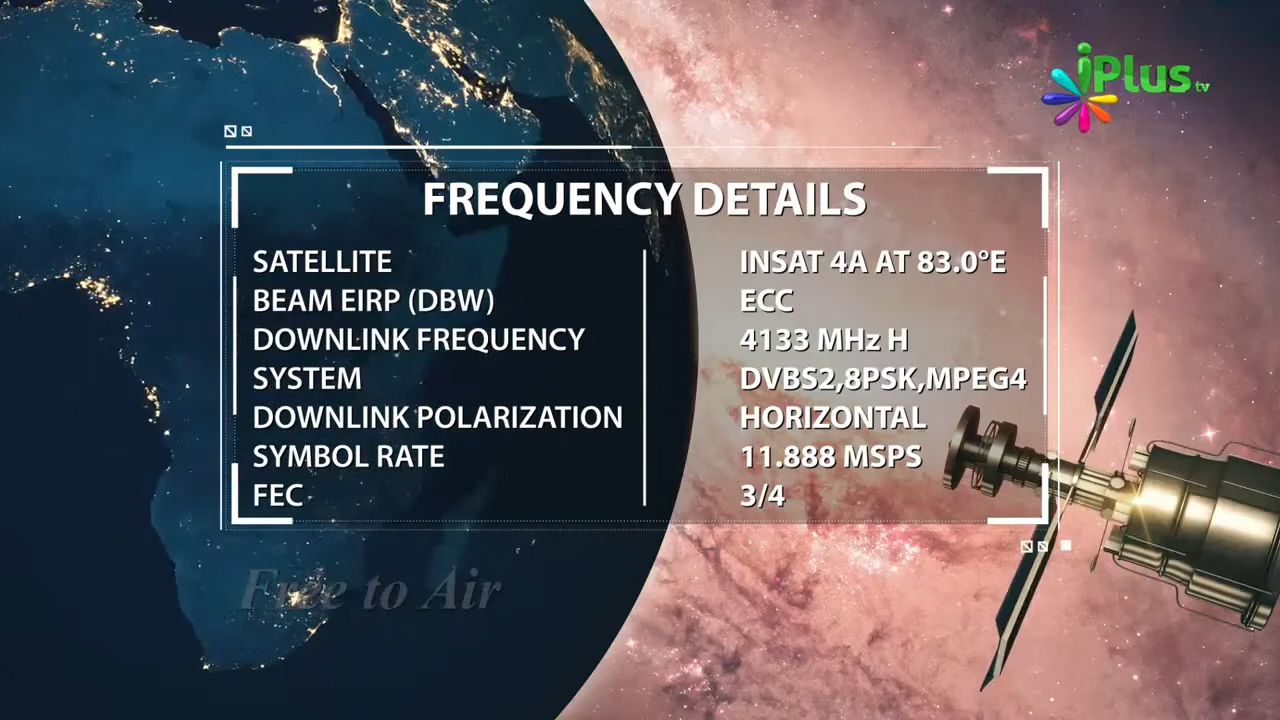 iPlus tv
FREQUENCY DETAILS
SATELLITE INSAT 4A AT 83.0°E
BEAM EIRP (DBW) ECC
DOWNLINK FREQUENCY 4133 MHz H
SYSTEM DVBS2,8PSK,MPEG4
DOWNLINK POLARIZATION HORIZONTAL
SYMBOL RATE 11.888 MSPS
FEC 3/4
Free to Air